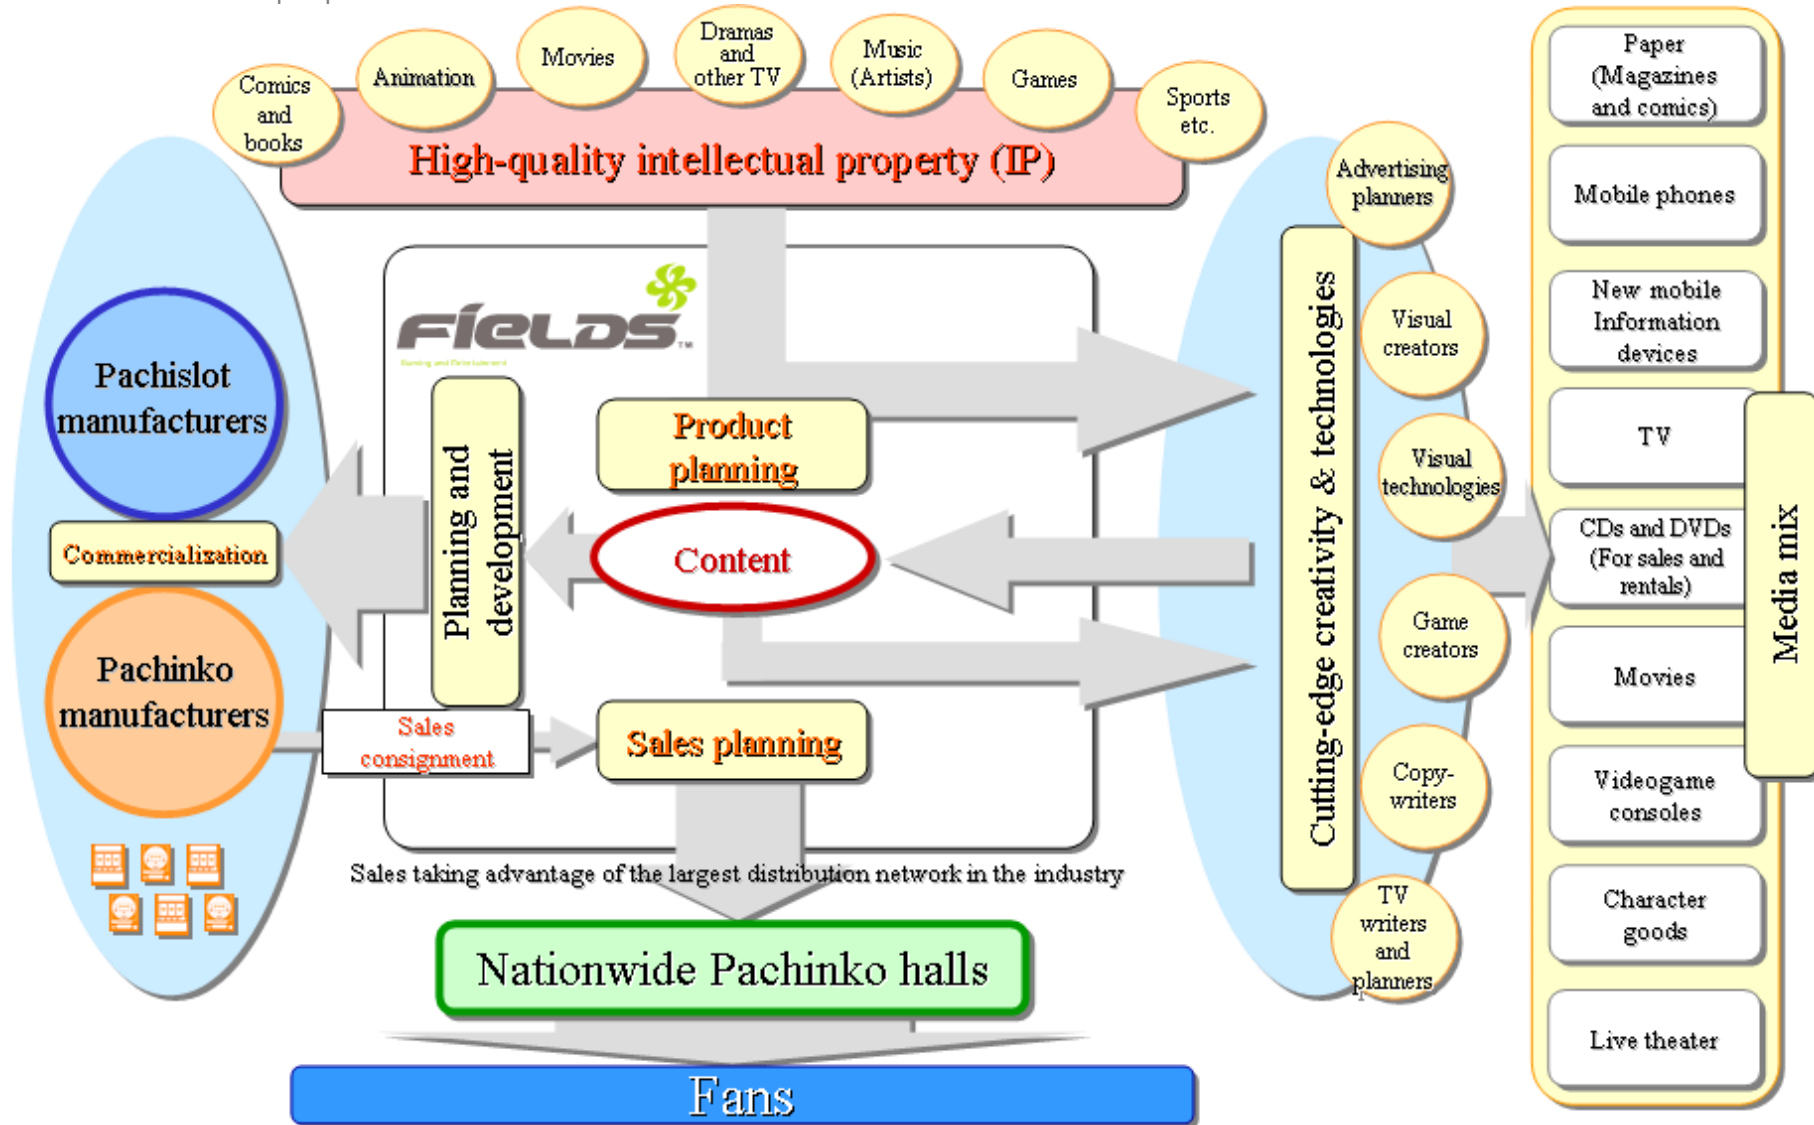 Comics
and
books
Animation
Movies
Dramas
and
other TV
Music
(Artists)
Games
Sports
etc.
High-quality intellectual property (IP)
FIELDS
TM
Pachislot
manufacturers
Commercialization
Pachinko
manufacturers
Planning and
development
Product
planning
Content
Sales
consignment
Sales planning
Sales taking advantage of the largest distribution network in the industry
Nationwide Pachinko halls
Fans
Cutting-edge creativity & technologies
Advertising
planners
Visual
creators
Visual
technologies
Game
creators
Copy-
writers
TV
writers
and
planners
Paper
(Magazines
and comics)
Mobile phones
New mobile
Information
devices
TV
CDs and DVDs
(For sales and
rentals)
Movies
Videogame
consoles
Character
goods
Live theater
Media mix